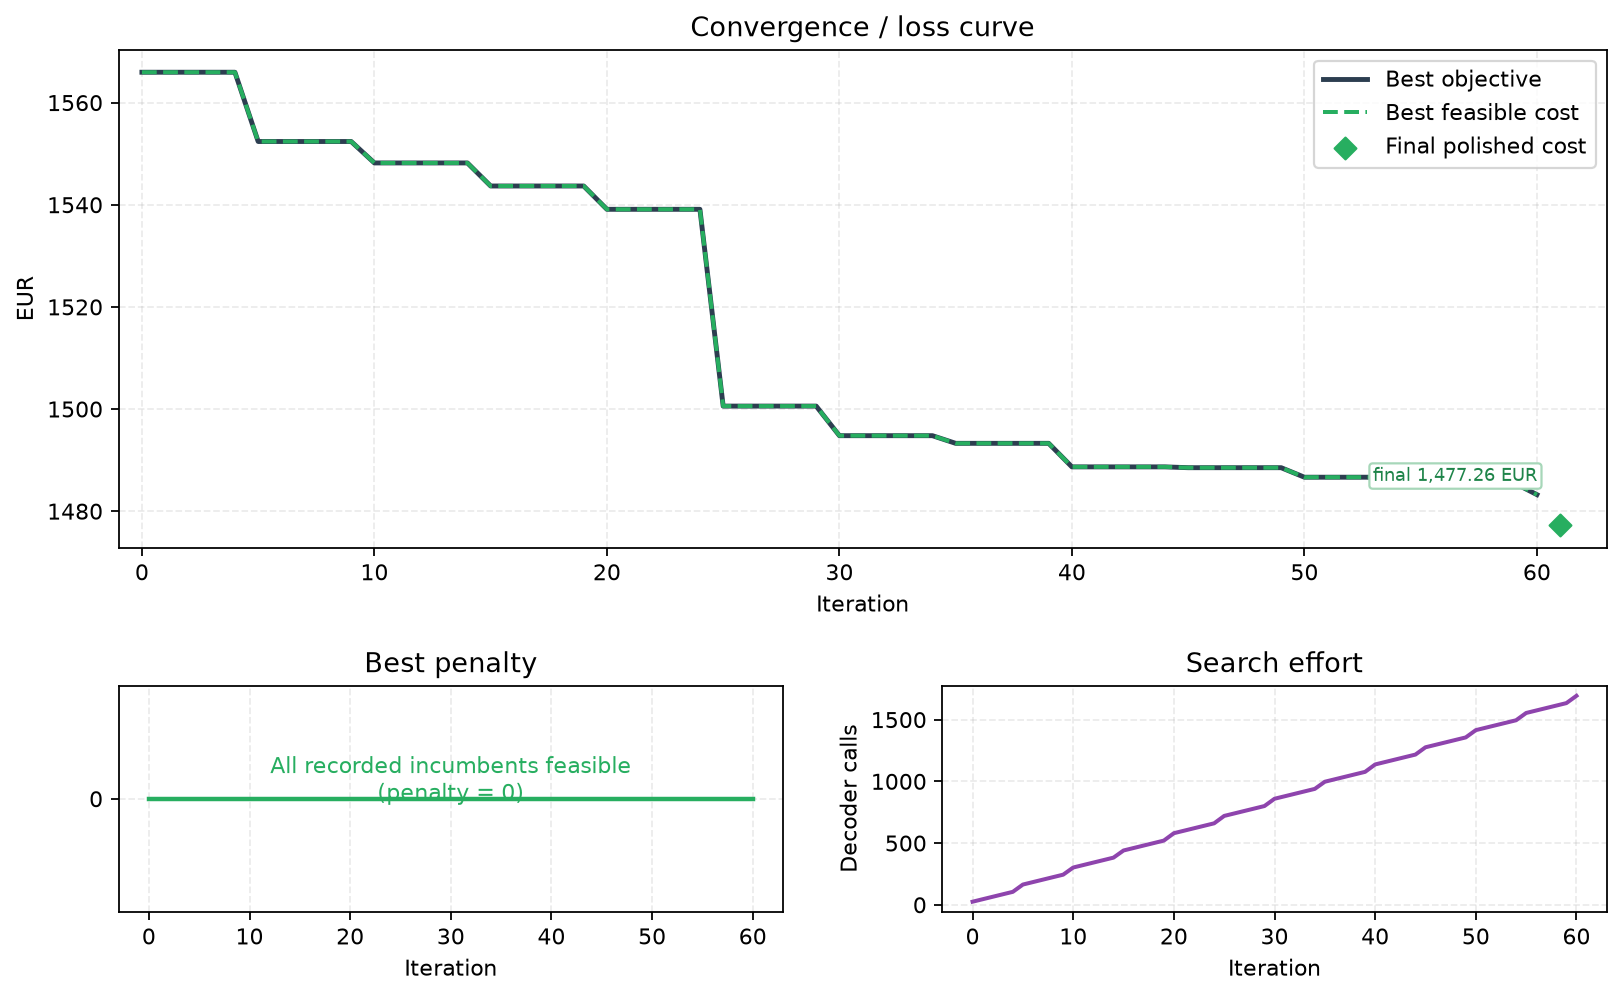 Convergence / loss curve
Best objective
Best feasible cost
Final polished cost
EUR
1560
1540
1520
1500
1480
final 1,477.26 EUR
0 10 20 30 40 50 60
Iteration
Best penalty
All recorded incumbents feasible
(penalty = 0)
0
0 10 20 30 40 50 60
Iteration
Search effort
Decoder calls
1500
1000
500
0
0 10 20 30 40 50 60
Iteration